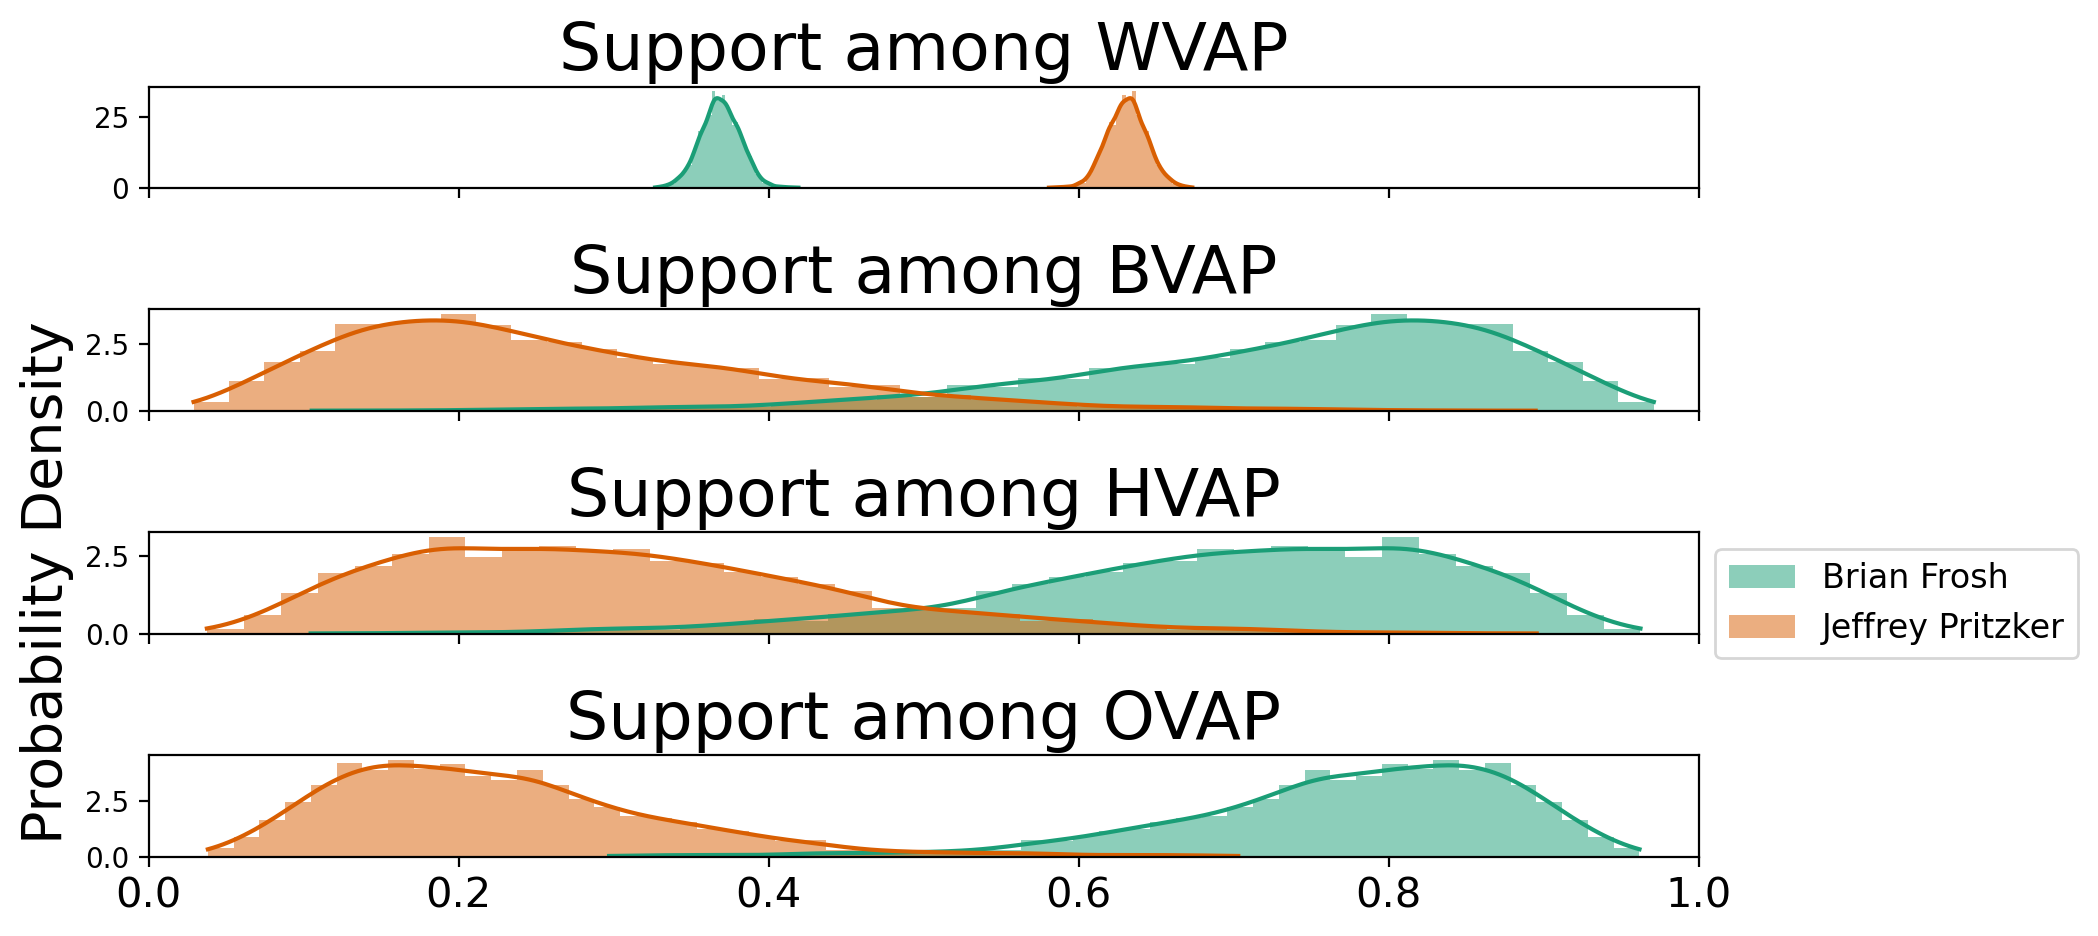 Support among WVAP
25
0
Support among BVAP
2.5
0.0
Support among HVAP
2.5
0.0
Support among OVAP
2.5
0.0
0.0 0.2 0.4 0.6 0.8 1.0
Probability Density
Brian Frosh
Jeffrey Pritzker